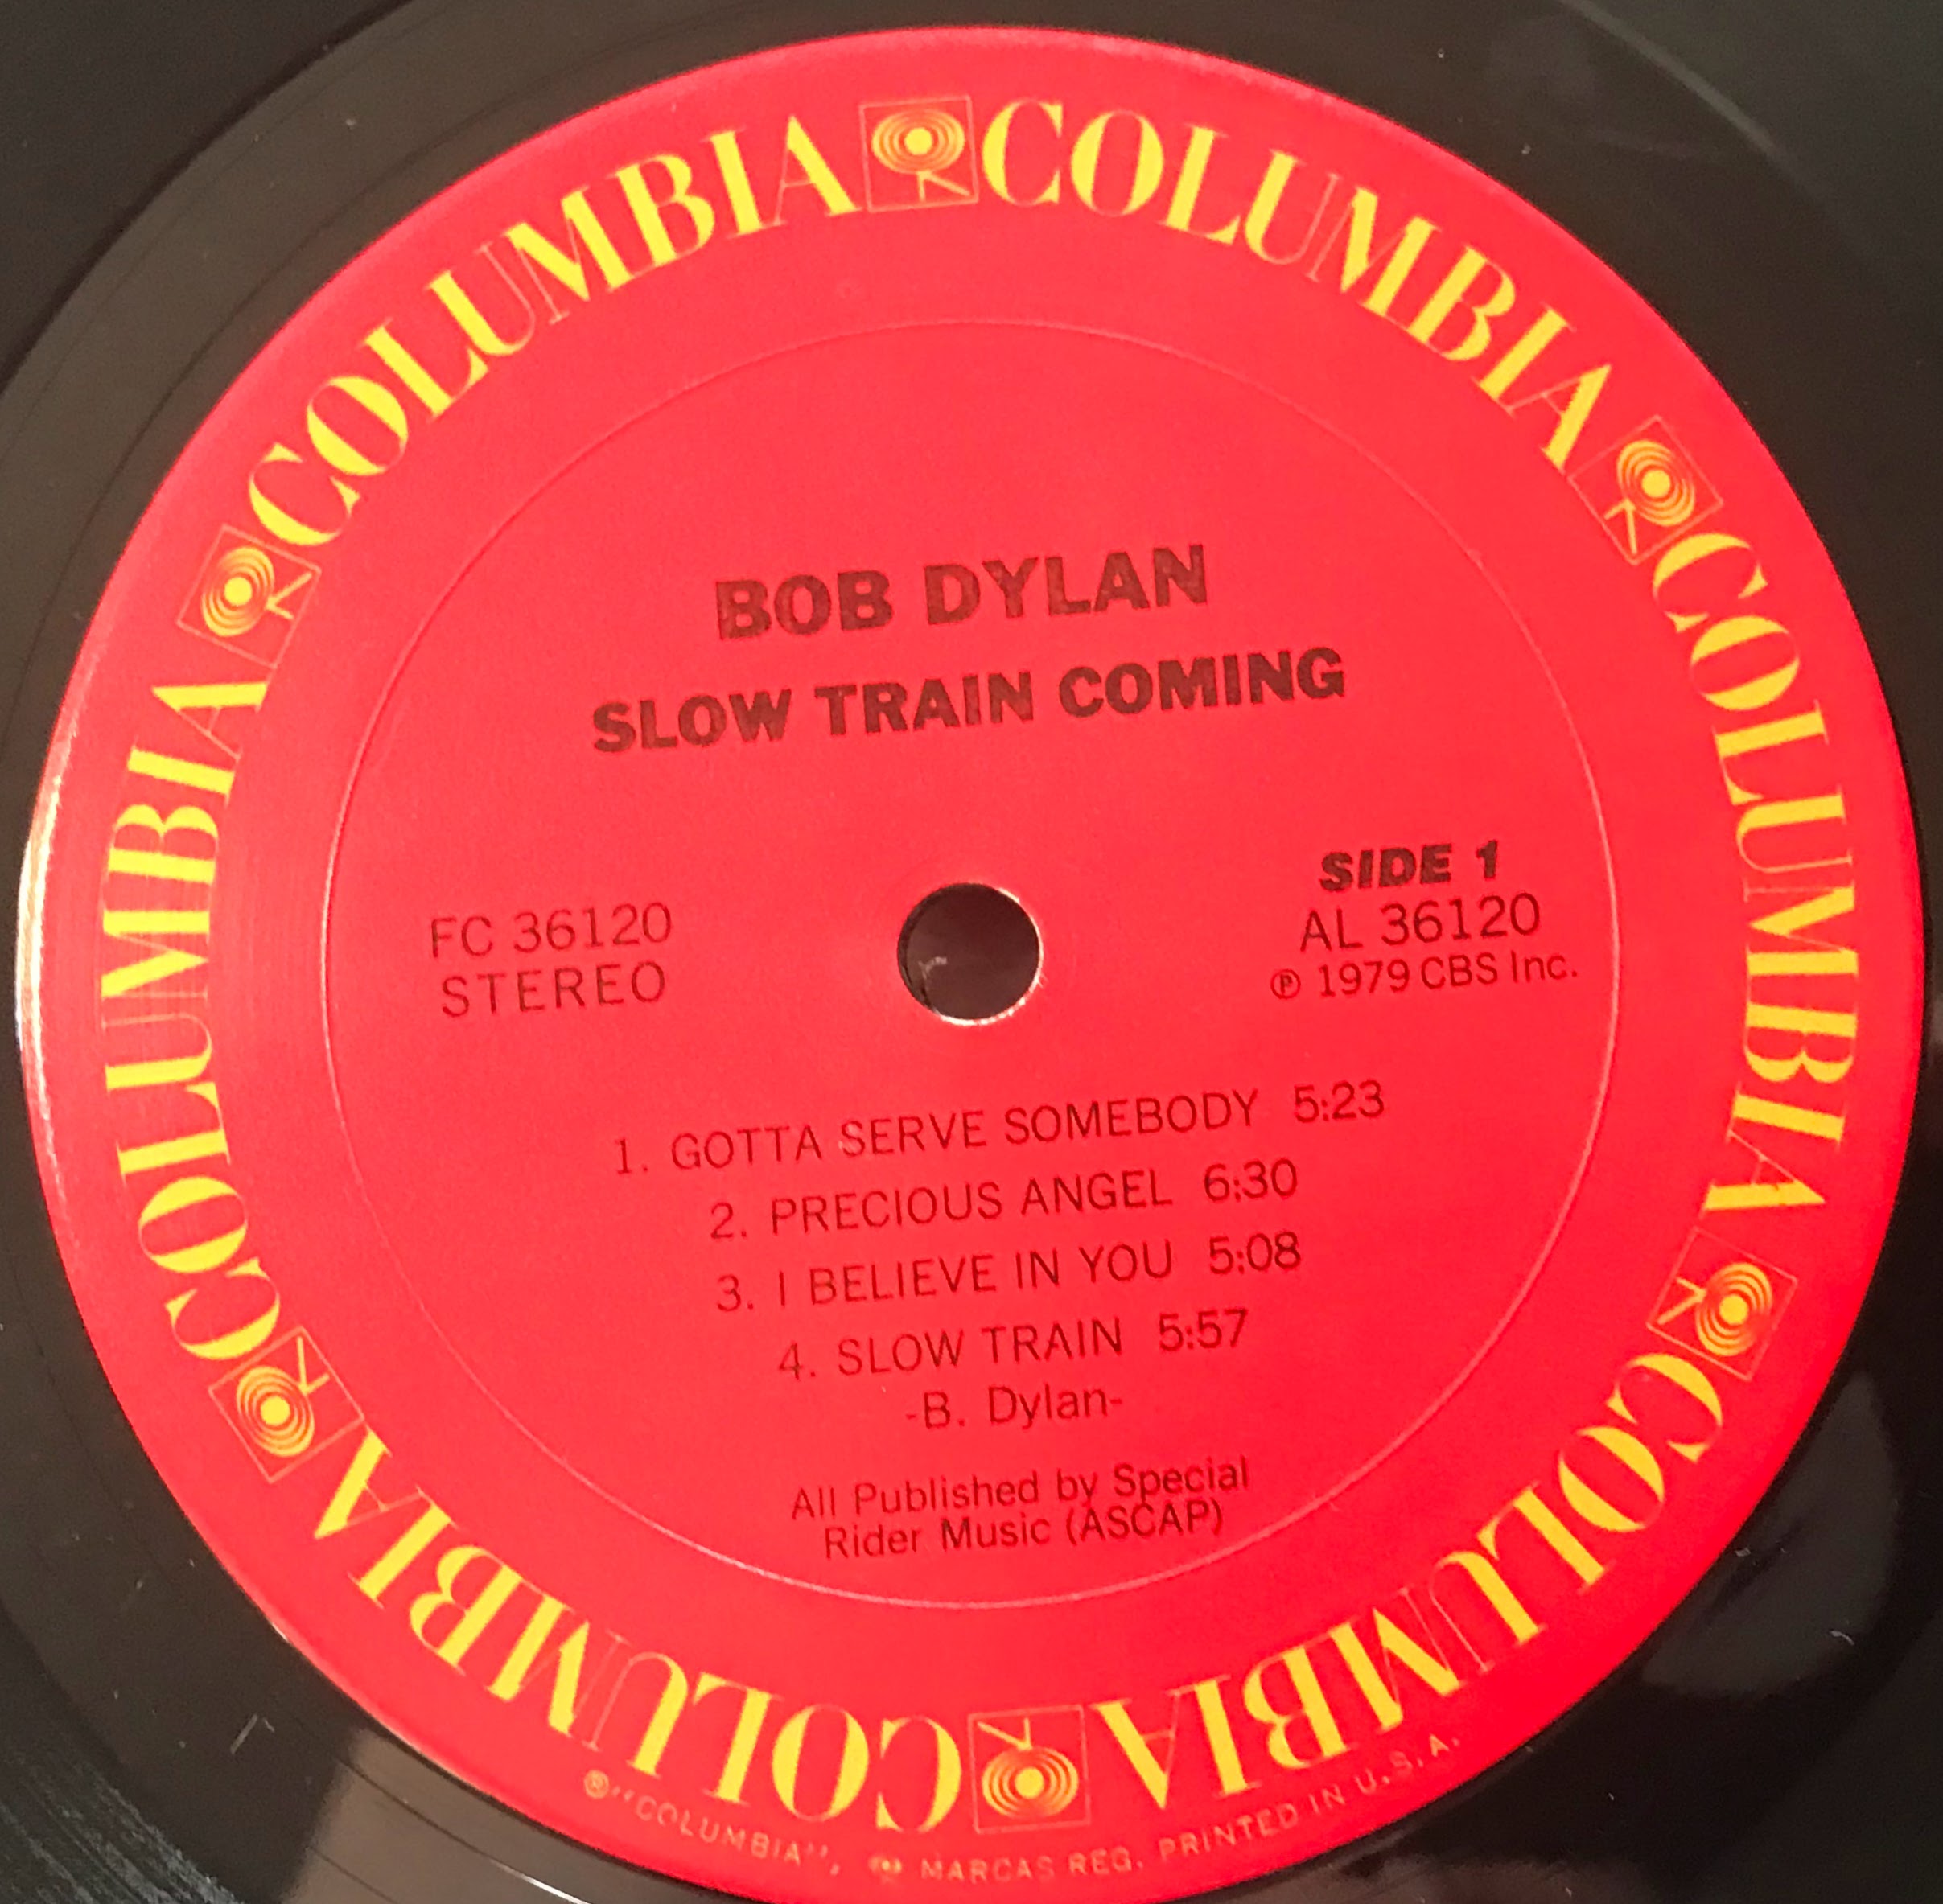 COLUMBIA COLUMBIA COLUMBIA COLUMBIA COLUMBIA COLUMBIA
BOB DYLAN
SLOW TRAIN COMING
FC 36120
STEREO
SIDE 1
AL 36120
℗ 1979 CBS Inc.
1. GOTTA SERVE SOMEBODY 5:23
2. PRECIOUS ANGEL 6:30
3. I BELIEVE IN YOU 5:08
4. SLOW TRAIN 5:57
-B. Dylan-
All Published by Special
Rider Music (ASCAP)
®"COLUMBIA", MARCAS REG. PRINTED IN U.S.A.